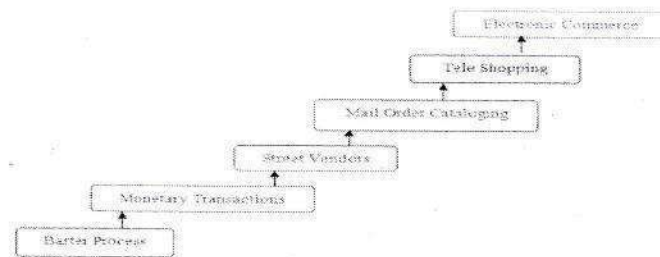 Electronic Commerce
Tele Shopping
Mail Order Cataloging
Street Vendors
Monetary Transactions
Barter Process